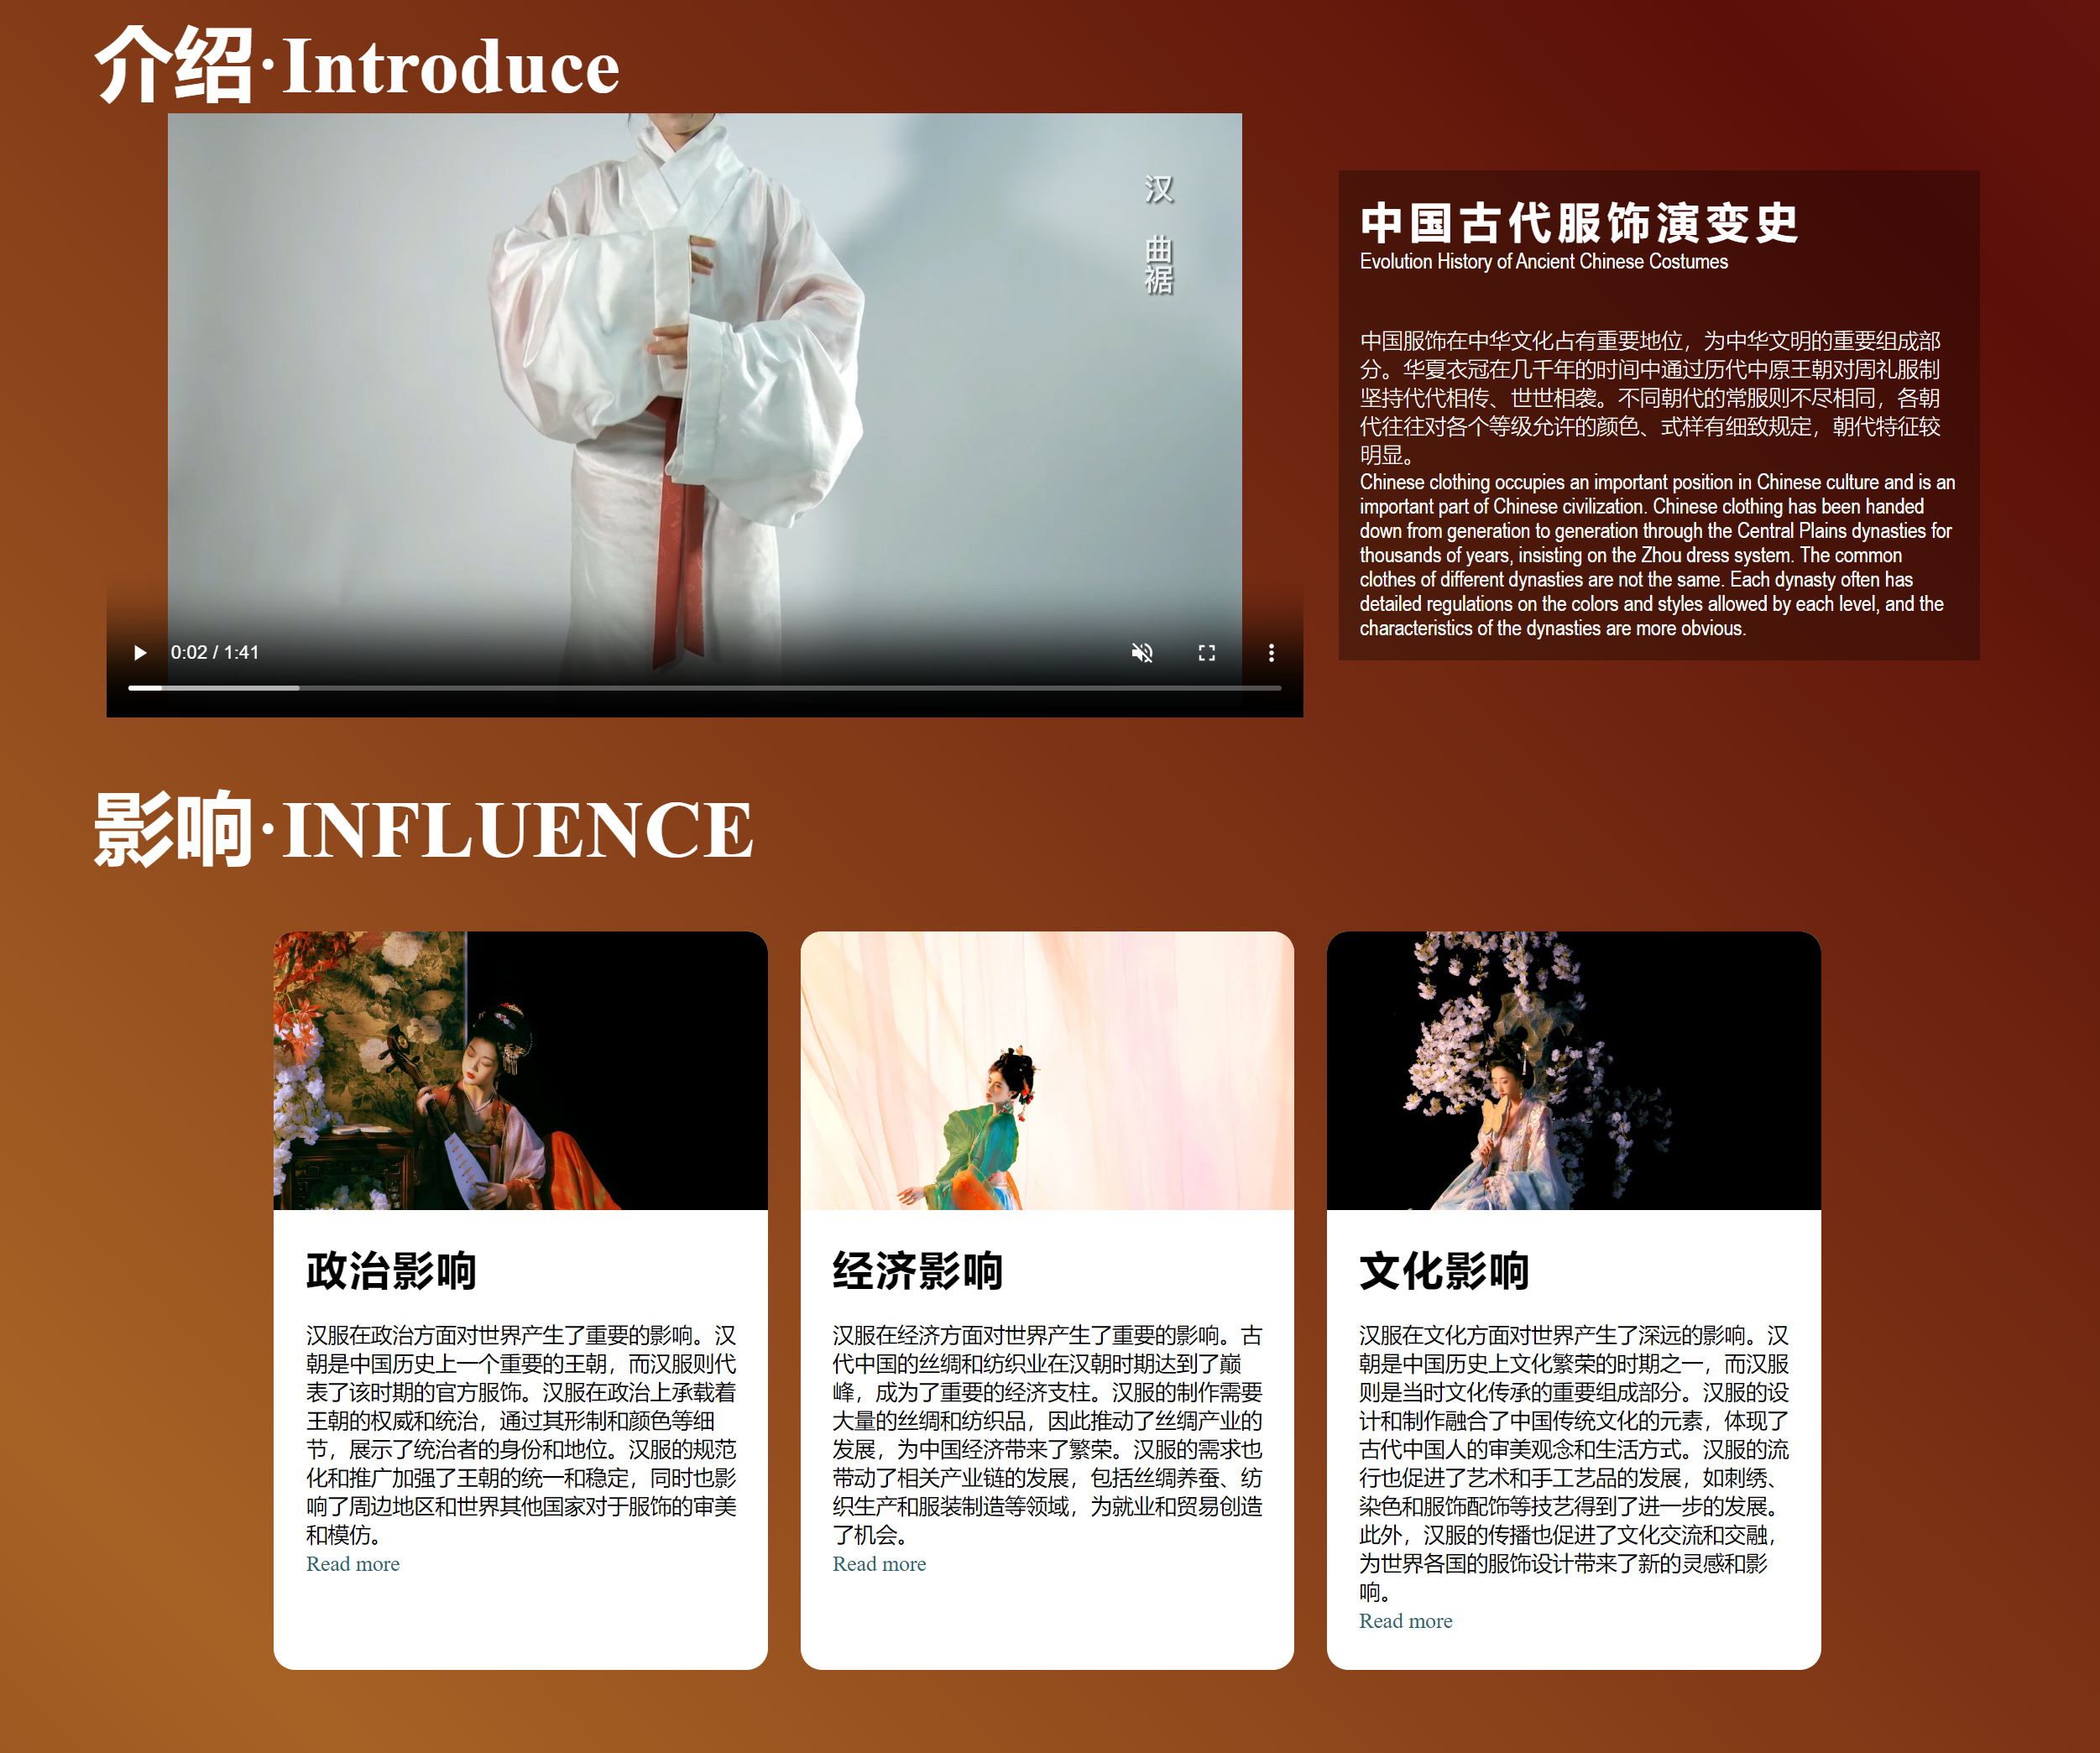 介绍·Introduce
汉 曲裾
0:02 / 1:41
中国古代服饰演变史
Evolution History of Ancient Chinese Costumes
中国服饰在中华文化占有重要地位，为中华文明的重要组成部
分。华夏衣冠在几千年的时间中通过历代中原王朝对周礼服制
坚持代代相传、世世相袭。不同朝代的常服则不尽相同，各朝
代往往对各个等级允许的颜色、式样有细致规定，朝代特征较
明显。
Chinese clothing occupies an important position in Chinese culture and is an
important part of Chinese civilization. Chinese clothing has been handed
down from generation to generation through the Central Plains dynasties for
thousands of years, insisting on the Zhou dress system. The common
clothes of different dynasties are not the same. Each dynasty often has
detailed regulations on the colors and styles allowed by each level, and the
characteristics of the dynasties are more obvious.
影响·INFLUENCE
政治影响
汉服在政治方面对世界产生了重要的影响。汉
朝是中国历史上一个重要的王朝，而汉服则代
表了该时期的官方服饰。汉服在政治上承载着
王朝的权威和统治，通过其形制和颜色等细
节，展示了统治者的身份和地位。汉服的规范
化和推广加强了王朝的统一和稳定，同时也影
响了周边地区和世界其他国家对于服饰的审美
和模仿。
Read more
经济影响
汉服在经济方面对世界产生了重要的影响。古
代中国的丝绸和纺织业在汉朝时期达到了巅
峰，成为了重要的经济支柱。汉服的制作需要
大量的丝绸和纺织品，因此推动了丝绸产业的
发展，为中国经济带来了繁荣。汉服的需求也
带动了相关产业链的发展，包括丝绸养蚕、纺
织生产和服装制造等领域，为就业和贸易创造
了机会。
Read more
文化影响
汉服在文化方面对世界产生了深远的影响。汉
朝是中国历史上文化繁荣的时期之一，而汉服
则是当时文化传承的重要组成部分。汉服的设
计和制作融合了中国传统文化的元素，体现了
古代中国人的审美观念和生活方式。汉服的流
行也促进了艺术和手工艺品的发展，如刺绣、
染色和服饰配饰等技艺得到了进一步的发展。
此外，汉服的传播也促进了文化交流和交融，
为世界各国的服饰设计带来了新的灵感和影
响。
Read more